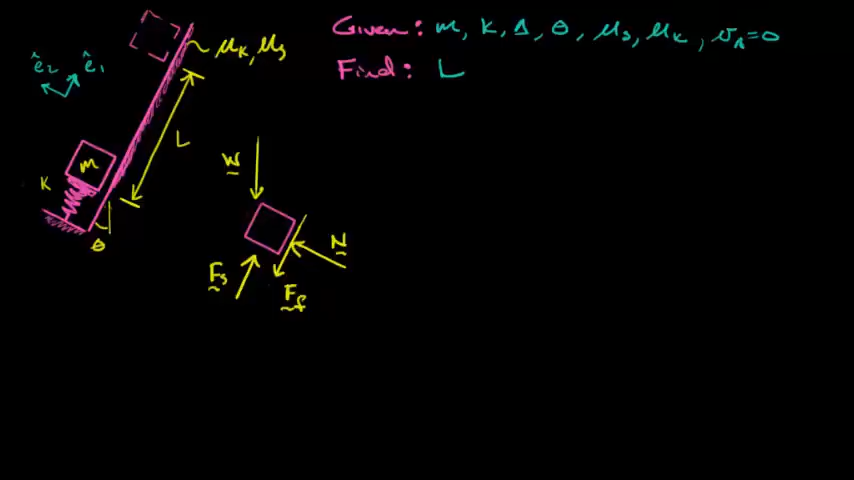 Given: m, K, Δ, θ, μs, μK, vA=0
Find: L
μK, μs
ê2 ê1
L
m
K
θ
W
N
Fs
Ff